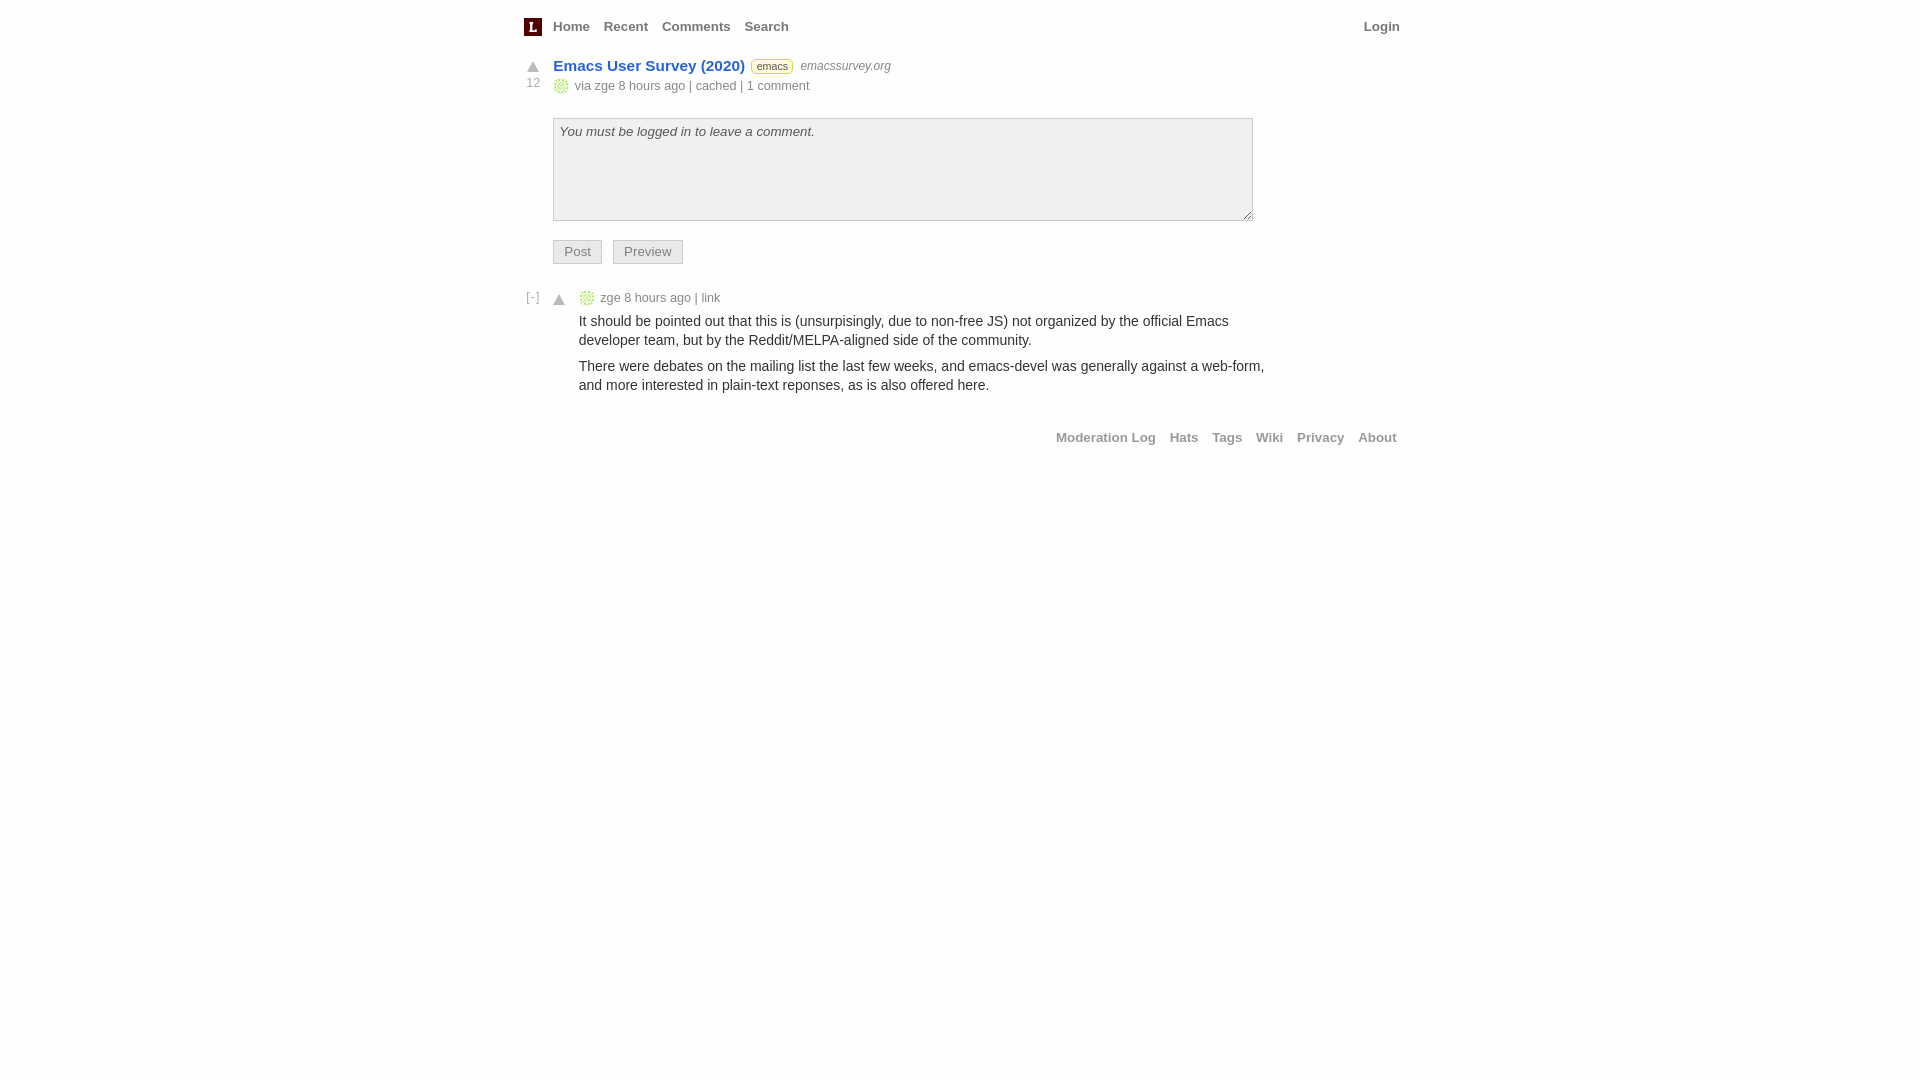 L Home Recent Comments Search Login
Emacs User Survey (2020) emacs emacssurvey.org
12 via zge 8 hours ago | cached | 1 comment
You must be logged in to leave a comment.
Post Preview
[-] zge 8 hours ago | link
It should be pointed out that this is (unsurpisingly, due to non-free JS) not organized by the official Emacs
developer team, but by the Reddit/MELPA-aligned side of the community.
There were debates on the mailing list the last few weeks, and emacs-devel was generally against a web-form,
and more interested in plain-text reponses, as is also offered here.
Moderation Log Hats Tags Wiki Privacy About